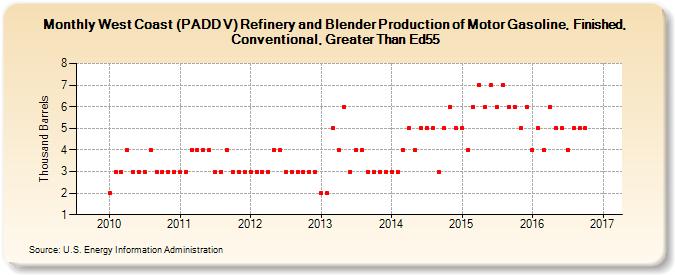 Monthly West Coast (PADD V) Refinery and Blender Production of Motor Gasoline, Finished,
Conventional, Greater Than Ed55
Thousand Barrels
8
7
6
5
4
3
2
1
2010 2011 2012 2013 2014 2015 2016 2017
Source: U.S. Energy Information Administration